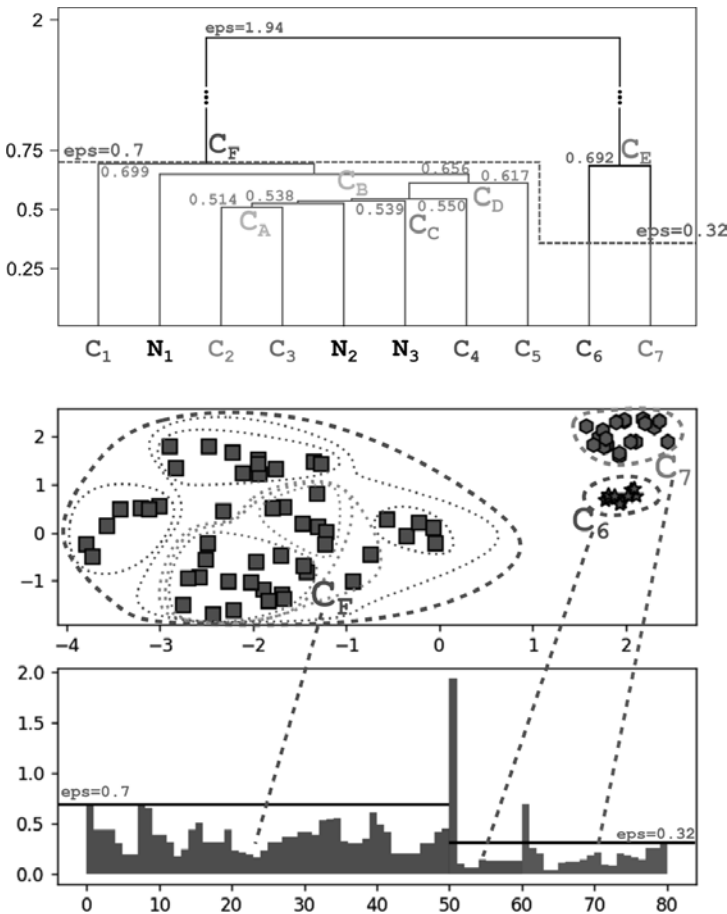 2
eps=1.94
C_F
C_E
0.75
eps=0.7
0.692
0.699
0.656
0.617
C_B
0.538
0.514
0.5
0.539
0.550
C_D
C_A
C_C
eps=0.32
0.25
C_1 N_1 C_2 C_3 N_2 N_3 C_4 C_5 C_6 C_7
2
1
0
−1
C_7
C_6
C_F
−4 −3 −2 −1 0 1 2
2.0
1.5
1.0
eps=0.7
0.5
eps=0.32
0.0
0 10 20 30 40 50 60 70 80